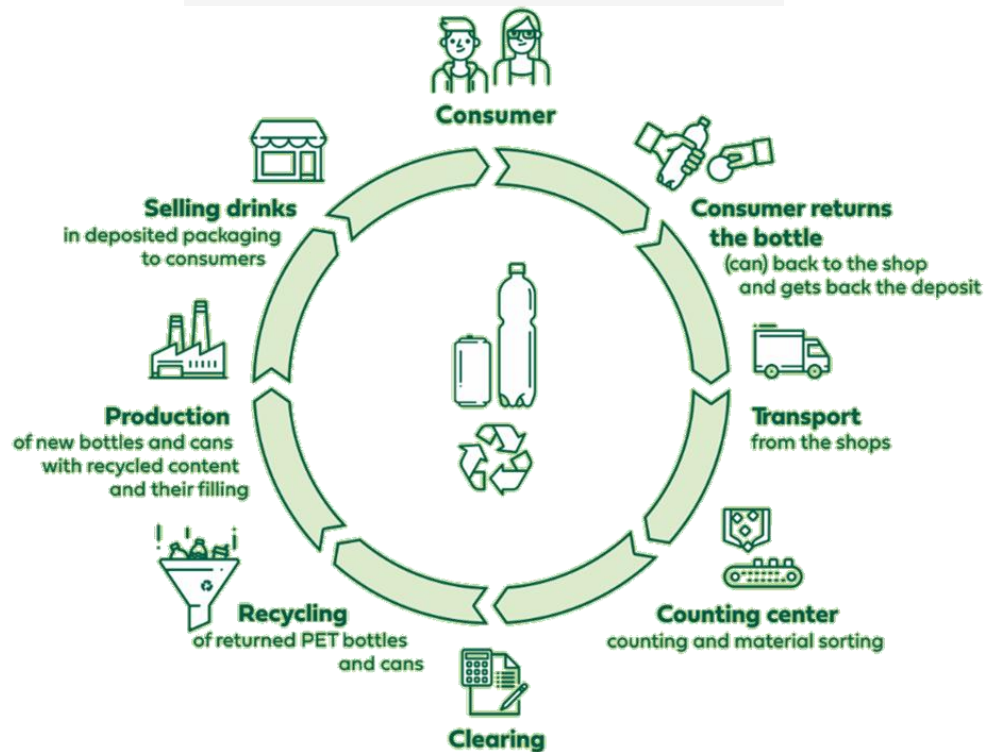 Consumer
Consumer returns
the bottle
(can) back to the shop
and gets back the deposit
Transport
from the shops
Counting center
counting and material sorting
Clearing
Recycling
of returned PET bottles
and cans
Production
of new bottles and cans
with recycled content
and their filling
Selling drinks
in deposited packaging
to consumers